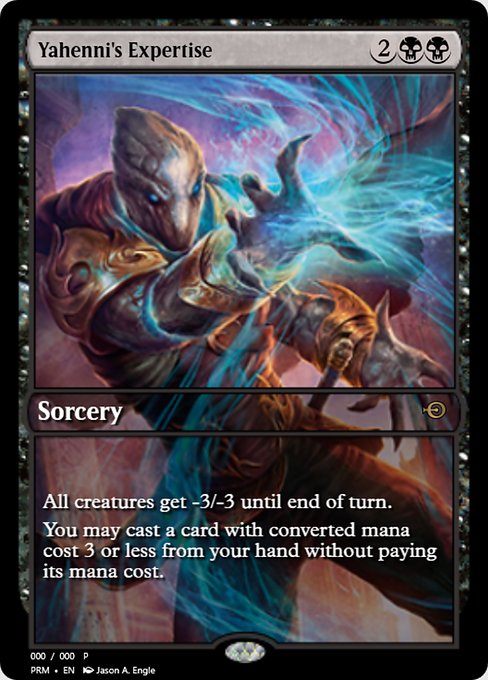 Yahenni's Expertise 2
Sorcery
All creatures get -3/-3 until end of turn.
You may cast a card with converted mana
cost 3 or less from your hand without paying
its mana cost.
000 / 000 P
PRM • EN Jason A. Engle